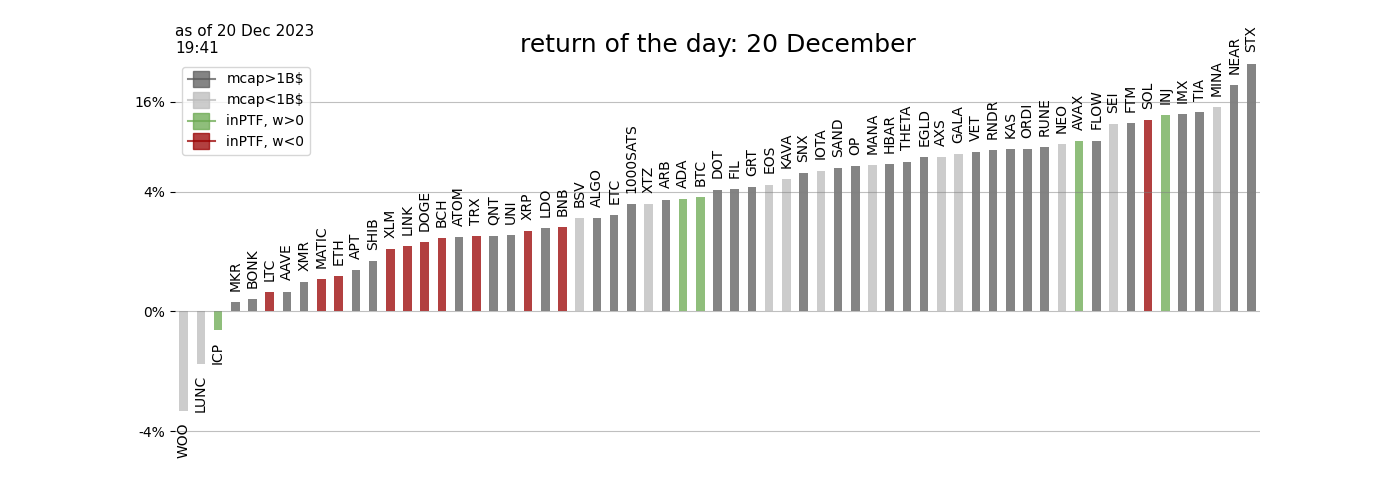 as of 20 Dec 2023
19:41
return of the day: 20 December
mcap>1B$
mcap<1B$
inPTF, w>0
inPTF, w<0
16%
4%
0%
-4%
WOO
LUNC
ICP
MKR
BONK
LTC
AAVE
XMR
MATIC
ETH
APT
SHIB
XLM
LINK
DOGE
BCH
ATOM
TRX
QNT
UNI
XRP
LDO
BNB
BSV
ALGO
ETC
1000SATS
XTZ
ARB
ADA
BTC
DOT
FIL
GRT
EOS
KAVA
SNX
IOTA
SAND
OP
MANA
HBAR
THETA
EGLD
AXS
GALA
VET
RNDR
KAS
ORDI
RUNE
NEO
AVAX
FLOW
SEI
FTM
SOL
INJ
IMX
TIA
MINA
NEAR
STX